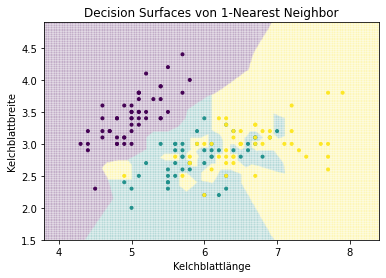 Decision Surfaces von 1-Nearest Neighbor
Kelchblattbreite
4.5
4.0
3.5
3.0
2.5
2.0
1.5
4 5 6 7 8
Kelchblattlänge